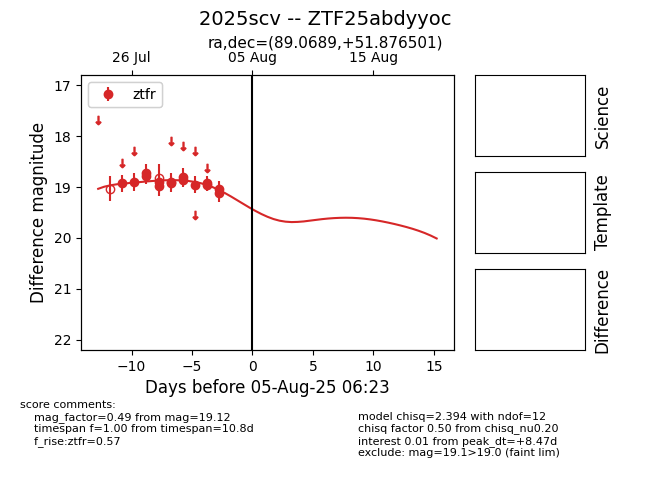 2025scv -- ZTF25abdyyoc
ra,dec=(89.0689,+51.876501)
26 Jul
05 Aug
15 Aug
ztfr
17
18
19
20
21
22
Difference magnitude
−10
−5
0
5
10
15
Days before 05-Aug-25 06:23
Science
Template
Difference
score comments:
mag_factor=0.49 from mag=19.12
timespan f=1.00 from timespan=10.8d
f_rise:ztfr=0.57
model chisq=2.394 with ndof=12
chisq factor 0.50 from chisq_nu0.20
interest 0.01 from peak_dt=+8.47d
exclude: mag=19.1>19.0 (faint lim)